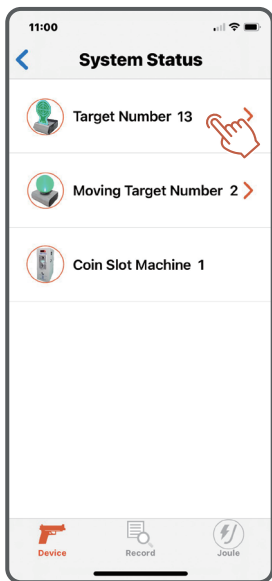 11:00
System Status
Target Number 13
Moving Target Number 2
Coin Slot Machine 1
Device
Record
Joule